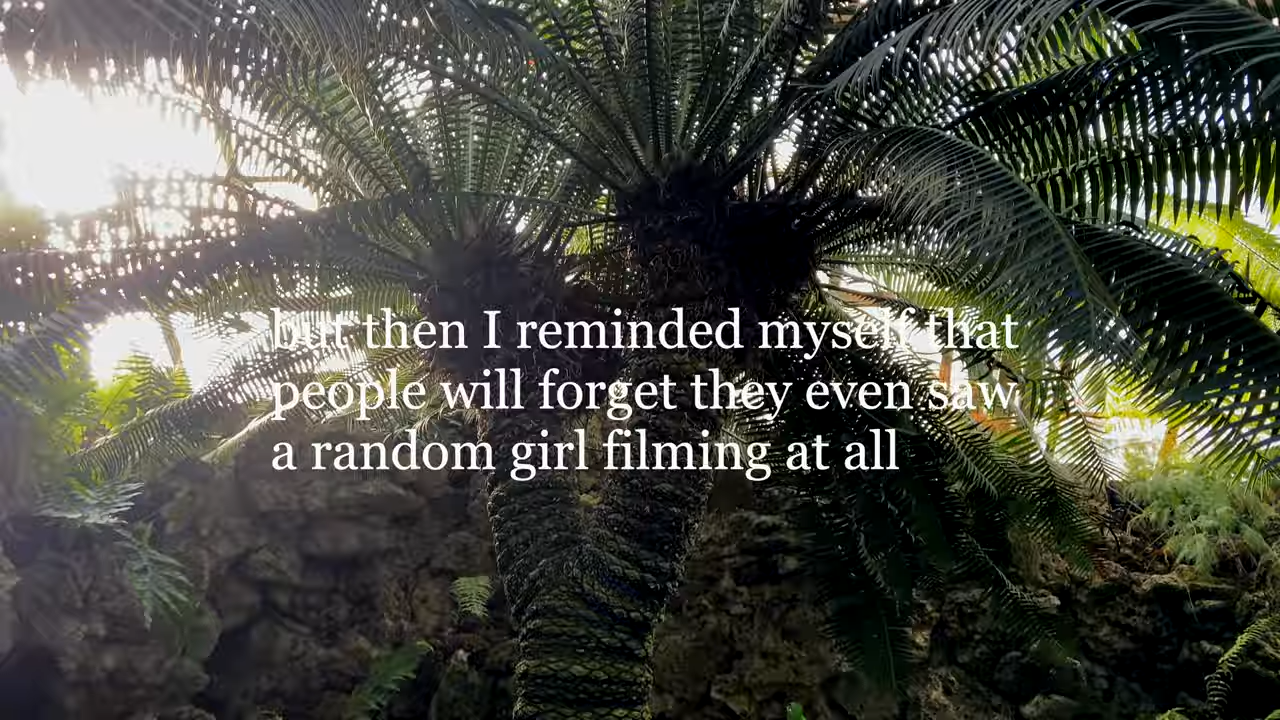 but then I reminded myself that
people will forget they even saw
a random girl filming at all